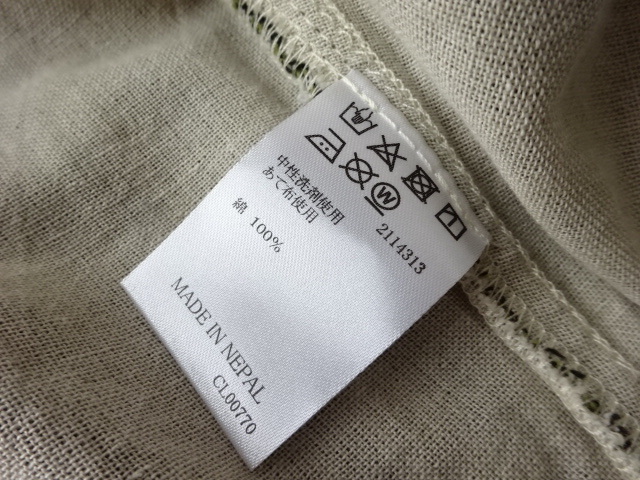 中性洗剤使用
あて布使用
2114313
綿 100%
MADE IN NEPAL
CL00770